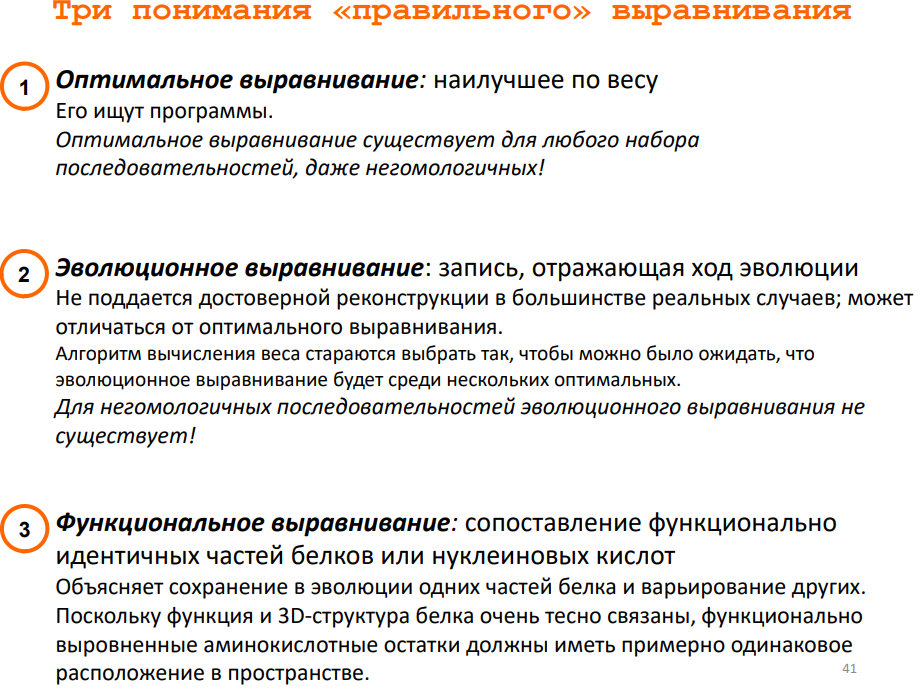 Три понимания «правильного» выравнивания
1
Оптимальное выравнивание: наилучшее по весу
Его ищут программы.
Оптимальное выравнивание существует для любого набора
последовательностей, даже негомологичных!
2
Эволюционное выравнивание: запись, отражающая ход эволюции
Не поддается достоверной реконструкции в большинстве реальных случаев; может
отличаться от оптимального выравнивания.
Алгоритм вычисления веса стараются выбрать так, чтобы можно было ожидать, что
эволюционное выравнивание будет среди нескольких оптимальных.
Для негомологичных последовательностей эволюционного выравнивания не
существует!
3
Функциональное выравнивание: сопоставление функционально
идентичных частей белков или нуклеиновых кислот
Объясняет сохранение в эволюции одних частей белка и варьирование других.
Поскольку функция и 3D-структура белка очень тесно связаны, функционально
выровненные аминокислотные остатки должны иметь примерно одинаковое
расположение в пространстве.
41